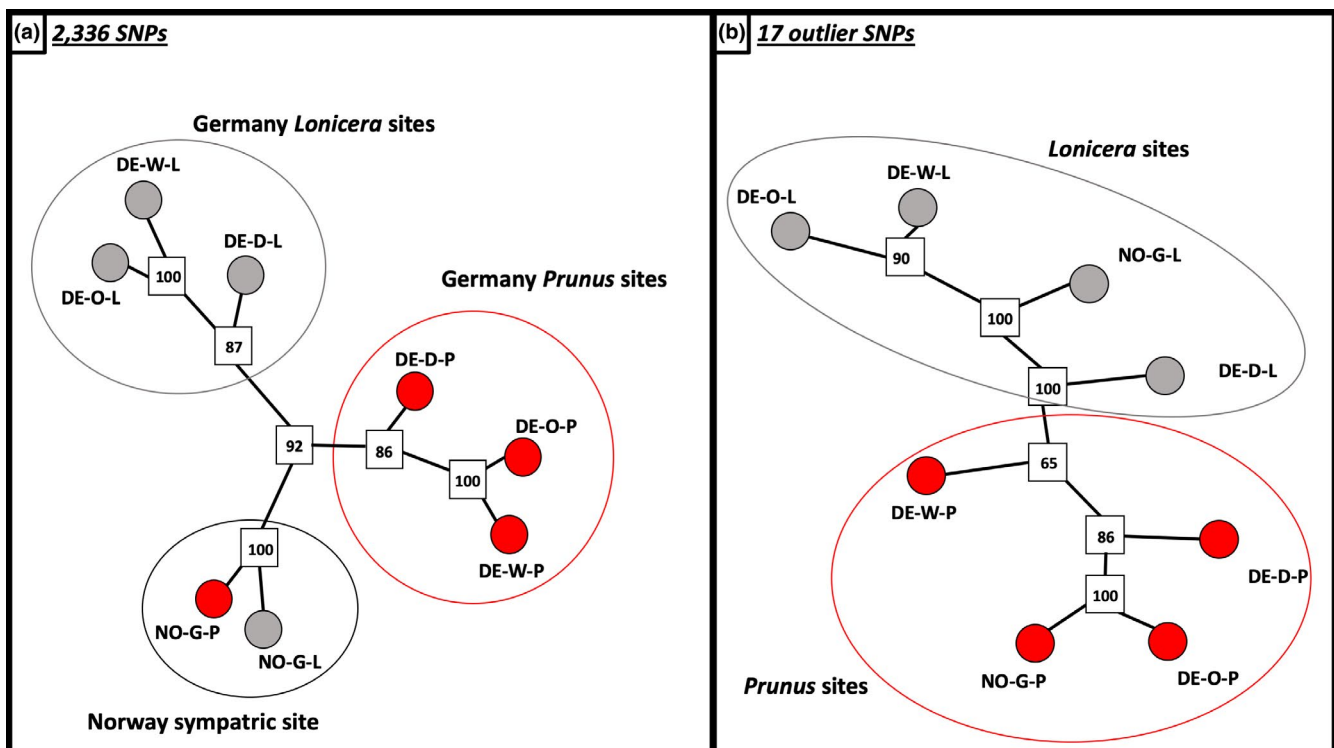 (a) 2,336 SNPs
Germany Lonicera sites
DE-W-L
DE-D-L
DE-O-L
100
87
Germany Prunus sites
DE-D-P
DE-O-P
92
86
100
DE-W-P
100
NO-G-P
NO-G-L
Norway sympatric site
(b) 17 outlier SNPs
Lonicera sites
DE-W-L
DE-O-L
90
NO-G-L
100
DE-D-L
100
65
DE-W-P
86
DE-D-P
100
NO-G-P
DE-O-P
Prunus sites